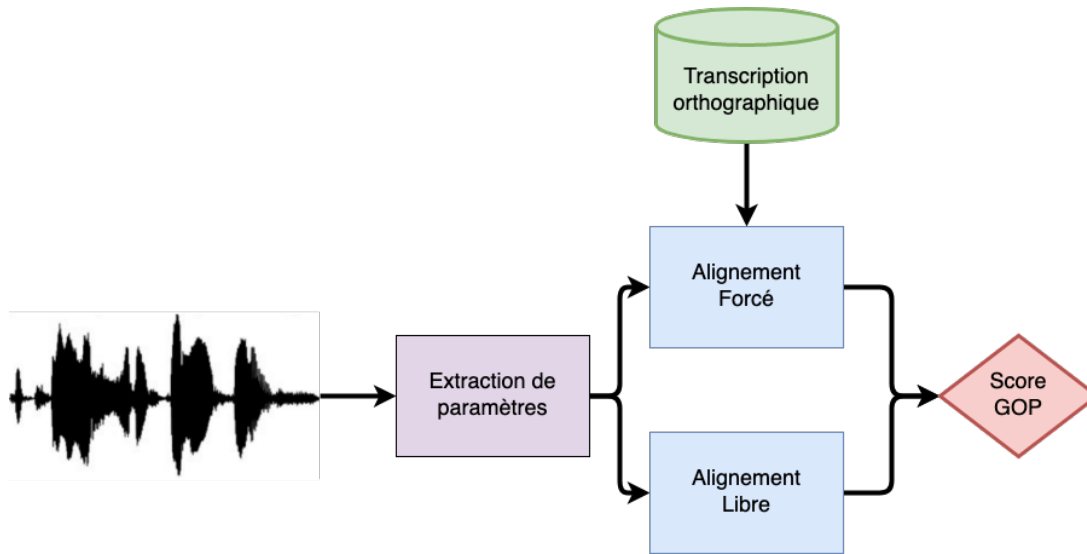 Transcription
orthographique
Alignement
Forcé
Extraction de
paramètres
Score
GOP
Alignement
Libre